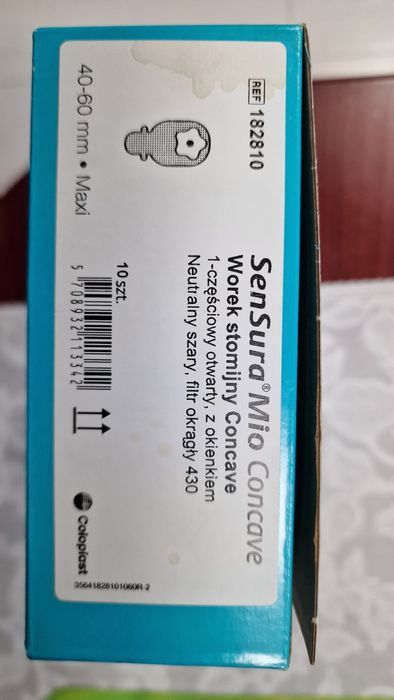 REF 182810
SenSura® Mio Concave
Worek stomijny Concave
1-częściowy otwarty, z okienkiem
Neutralny szary, filtr okrągły 430
40-60 mm • Maxi
10 szt.
5 708932 113342
Coloplast
35641828101060R-2